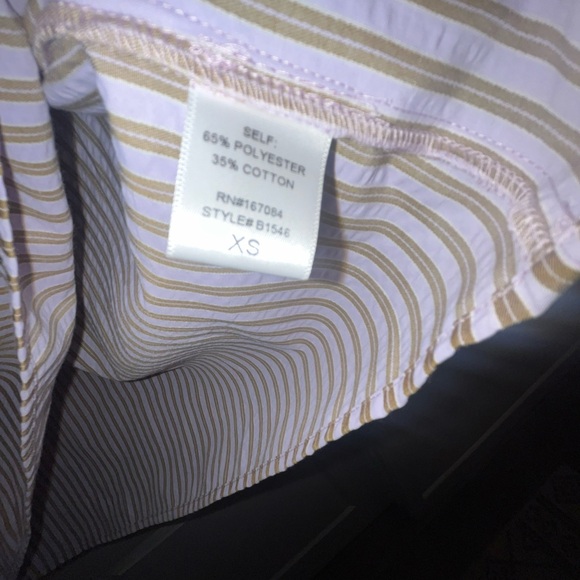 SELF:
65% POLYESTER
35% COTTON
RN#167084
STYLE# B1546
XS